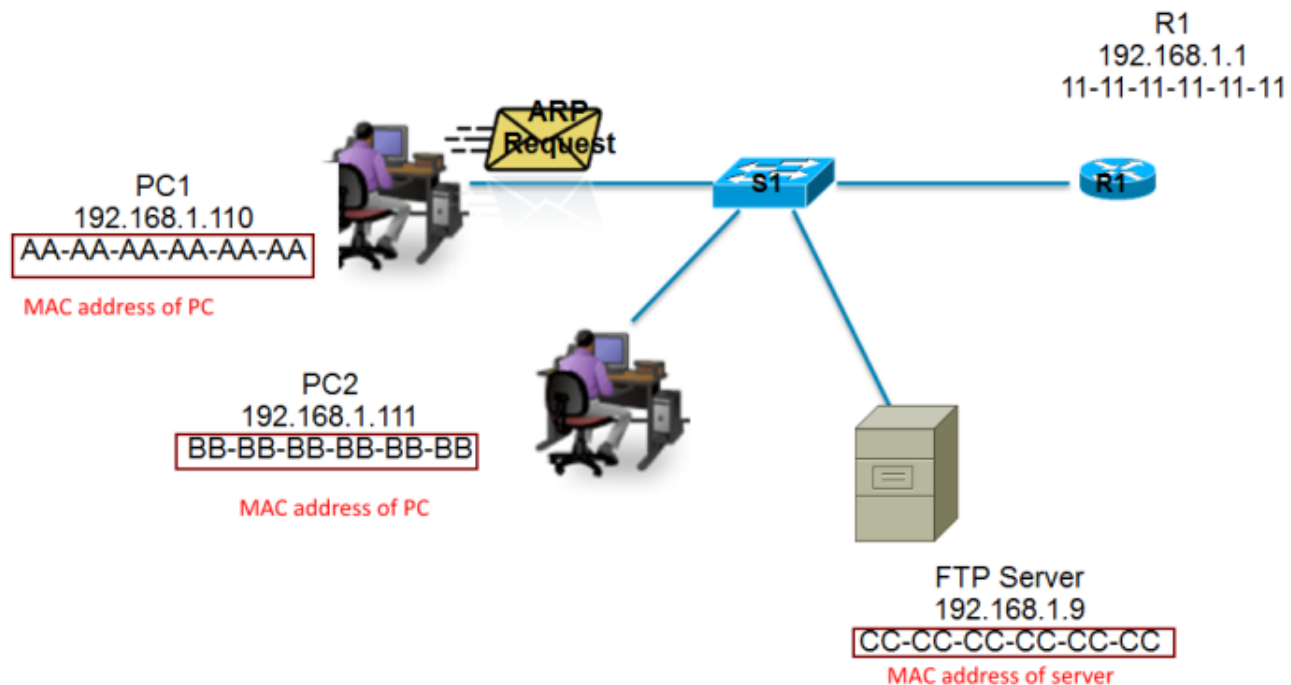 R1
192.168.1.1
11-11-11-11-11-11
ARP
Request
S1
R1
PC1
192.168.1.110
AA-AA-AA-AA-AA-AA
MAC address of PC
PC2
192.168.1.111
BB-BB-BB-BB-BB-BB
MAC address of PC
FTP Server
192.168.1.9
CC-CC-CC-CC-CC-CC
MAC address of server